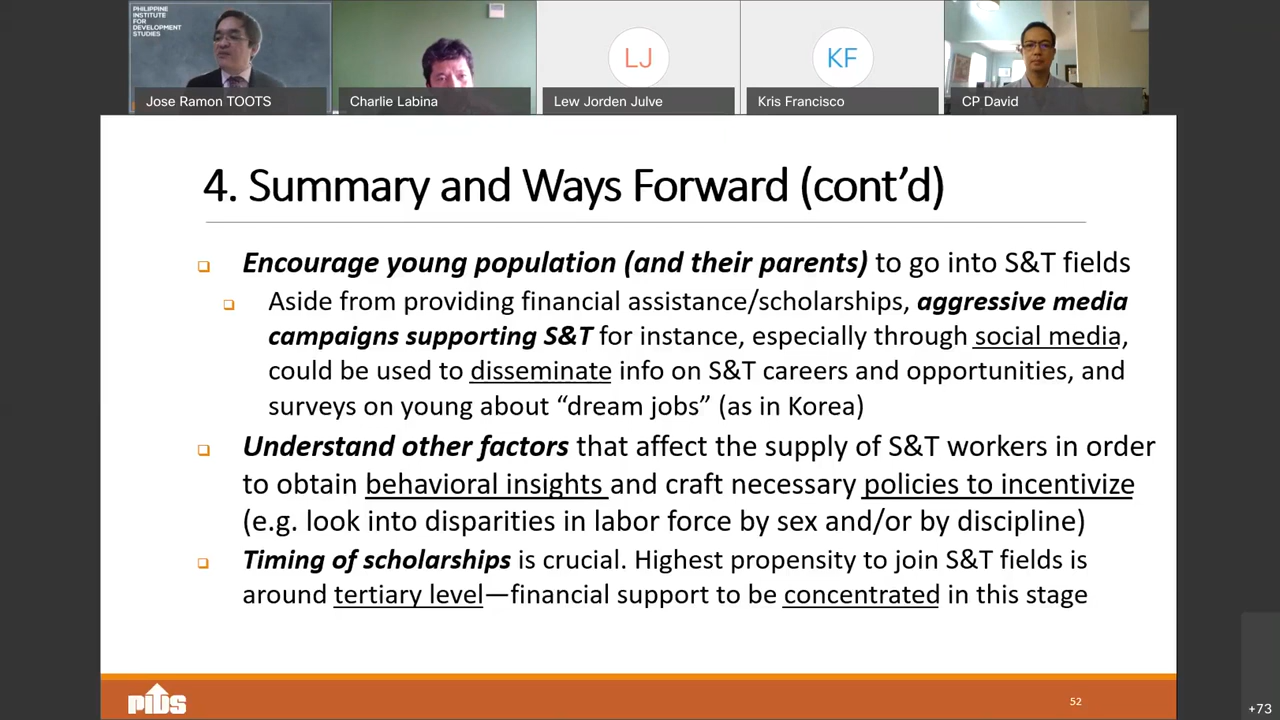 PHILIPPINE
INSTITUTE
FOR
DEVELOPMENT
STUDIES
LJ
KF
Jose Ramon TOOTS
Charlie Labina
Lew Jorden Julve
Kris Francisco
CP David
4. Summary and Ways Forward (cont’d)
Encourage young population (and their parents) to go into S&T fields
Aside from providing financial assistance/scholarships, aggressive media
campaigns supporting S&T for instance, especially through social media,
could be used to disseminate info on S&T careers and opportunities, and
surveys on young about “dream jobs” (as in Korea)
Understand other factors that affect the supply of S&T workers in order
to obtain behavioral insights and craft necessary policies to incentivize
(e.g. look into disparities in labor force by sex and/or by discipline)
Timing of scholarships is crucial. Highest propensity to join S&T fields is
around tertiary level—financial support to be concentrated in this stage
PIDS
52
+73